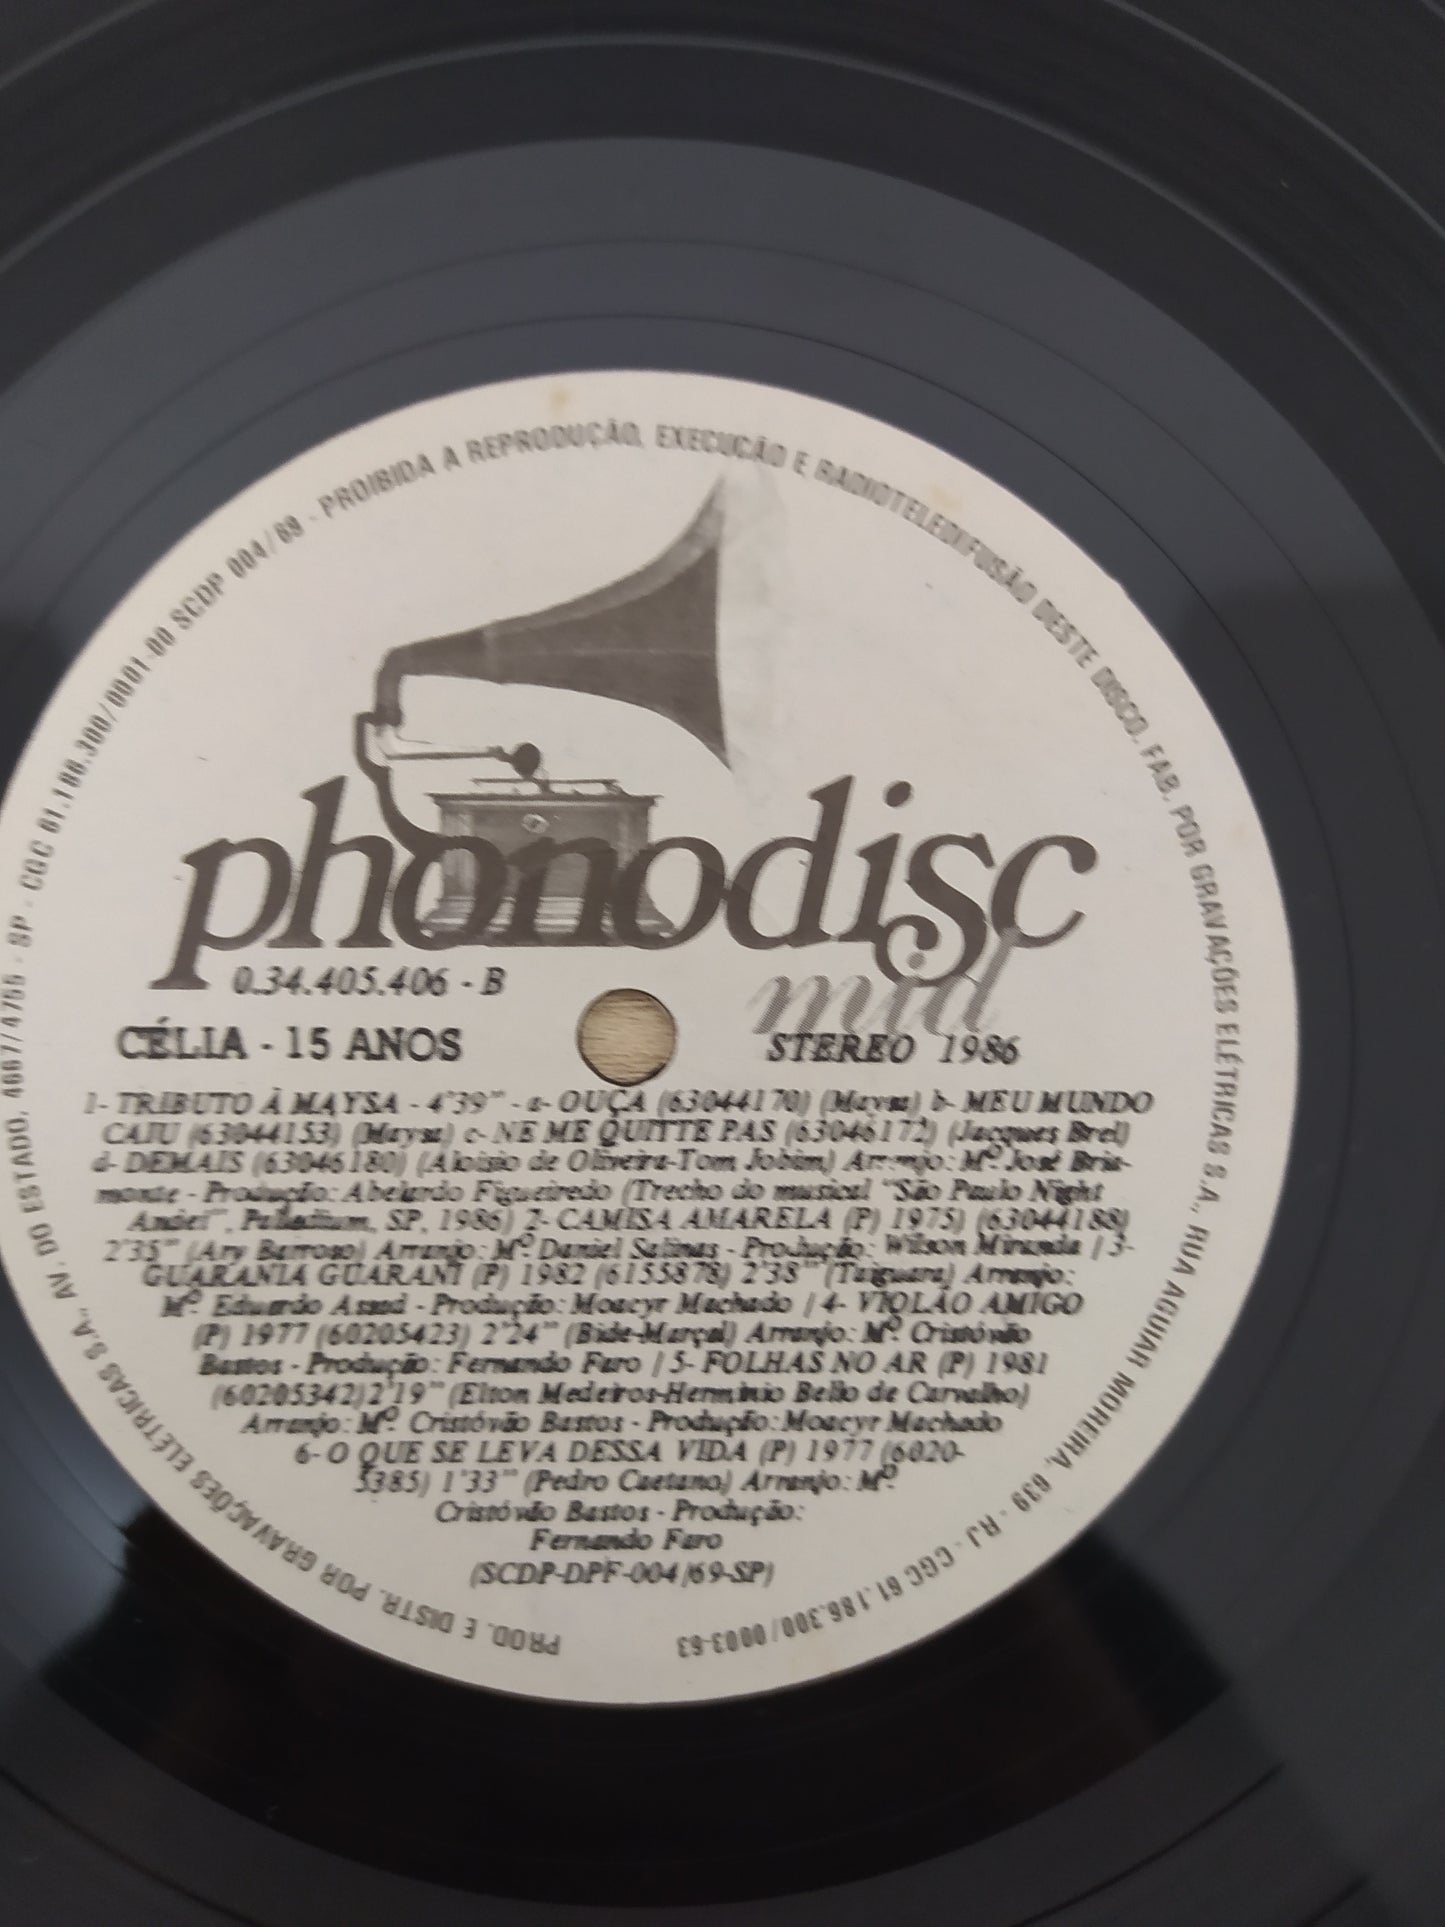 PROD. E DISTR. POR GRAVAÇÕES ELÉTRICAS S.A., AV. DO ESTADO, 4667/4755 - SP - CGC 61.186.300/0001-00 SCDP 004/69 - PROIBIDA A REPRODUÇÃO, EXECUÇÃO E RADIOTELEDIFUSÃO DESTE DISCO. FAB. POR GRAVAÇÕES ELÉTRICAS S.A., RUA AGUIAR MOREIRA, 639 - RJ - CGC 61.186.300/0003-63
phonodisc
mid
0.34.405.406 - B
CÉLIA - 15 ANOS
STEREO 1986
1- TRIBUTO À MAYSA - 4'39" - a- OUÇA (63044170) (Maysa) b- MEU MUNDO
CAIU (63044153) (Maysa) c- NE ME QUITTE PAS (63046172) (Jacques Brel)
d- DEMAIS (63046180) (Aloisio de Oliveira-Tom Jobim) Arranjo: Mº José Bris-
monte - Produção: Abelardo Figueiredo (Trecho do musical "São Paulo Night
Andei", Palladium, SP, 1986) 2- CAMISA AMARELA (P) 1975) (63044188)
2'35" (Ary Barroso) Arranjo: Mº Daniel Salinas - Produção: Wilson Miranda / 3-
GUARANIA GUARANI (P) 1982 (6155878) 2'38" (Taiguara) Arranjo:
Mº Eduardo Assad - Produção: Moacyr Machado / 4- VIOLÃO AMIGO
(P) 1977 (60205423) 2'24" (Bide-Marçal) Arranjo: Mº Cristóvão
Bastos - Produção: Fernando Faro / 5- FOLHAS NO AR (P) 1981
(60205342) 2'19" (Elton Medeiros-Hermínio Bello de Carvalho)
Arranjo: Mº Cristóvão Bastos - Produção: Moacyr Machado
6- O QUE SE LEVA DESSA VIDA (P) 1977 (6020-
5385) 1'33" (Pedro Caetano) Arranjo: Mº
Cristóvão Bastos - Produção:
Fernando Faro
(SCDP-DPF-004/69-SP)